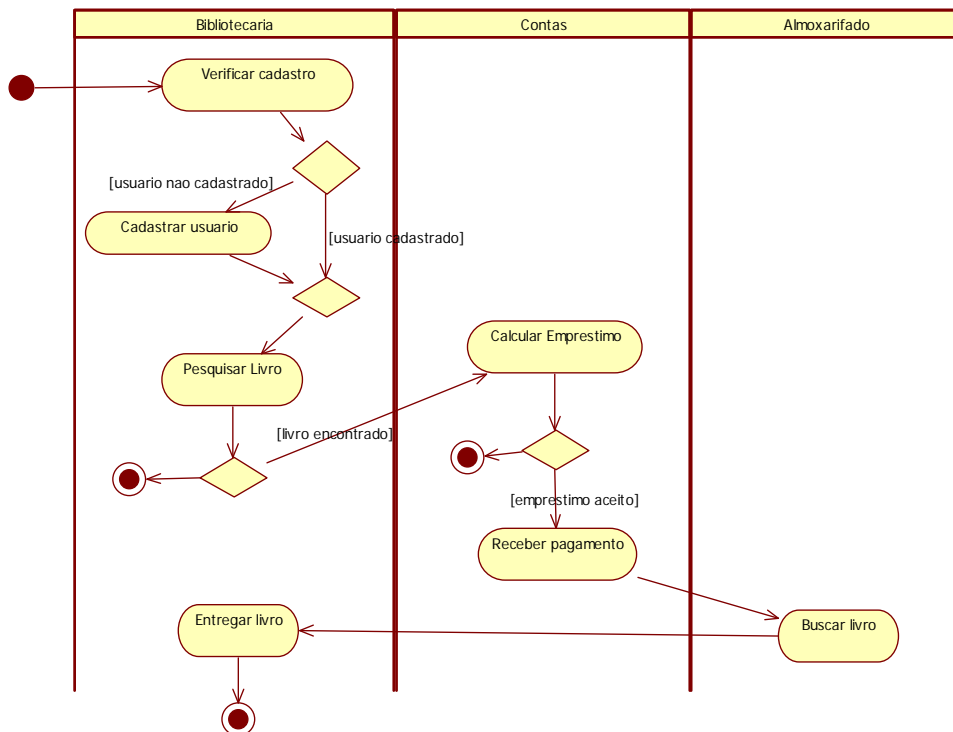 Bibliotecaria
Contas
Almoxarifado
Verificar cadastro
[usuario nao cadastrado]
Cadastrar usuario
[usuario cadastrado]
Calcular Emprestimo
Pesquisar Livro
[livro encontrado]
[emprestimo aceito]
Receber pagamento
Entregar livro
Buscar livro